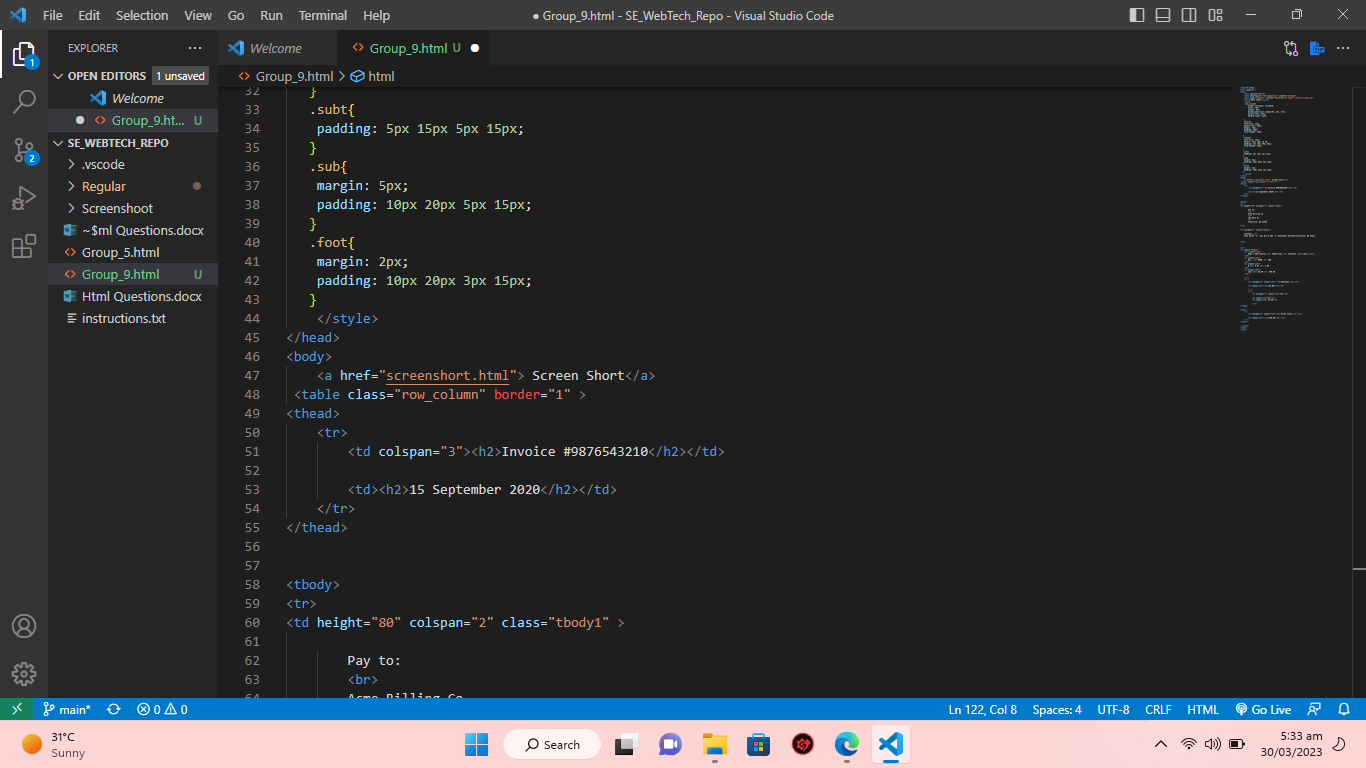 File Edit Selection View Go Run Terminal Help
● Group_9.html - SE_WebTech_Repo - Visual Studio Code
EXPLORER
OPEN EDITORS 1 unsaved
Welcome
Group_9.ht... U
SE_WEBTECH_REPO
.vscode
Regular
Screenshoot
~$ml Questions.docx
Group_5.html
Group_9.html U
Html Questions.docx
instructions.txt
1
2
Welcome
Group_9.html U
Group_9.html > html
32 }
33 .subt{
34 padding: 5px 15px 5px 15px;
35 }
36 .sub{
37 margin: 5px;
38 padding: 10px 20px 5px 15px;
39 }
40 .foot{
41 margin: 2px;
42 padding: 10px 20px 3px 15px;
43 }
44 </style>
45 </head>
46 <body>
47 <a href="screenshort.html"> Screen Short</a>
48 <table class="row_column" border="1" >
49 <thead>
50 <tr>
51 <td colspan="3"><h2>Invoice #9876543210</h2></td>
52
53 <td><h2>15 September 2020</h2></td>
54 </tr>
55 </thead>
56
57
58 <tbody>
59 <tr>
60 <td height="80" colspan="2" class="tbody1" >
61
62 Pay to:
63 <br>
64 Acme Billing Co
main* 0 0
Ln 122, Col 8 Spaces: 4 UTF-8 CRLF HTML Go Live
31°C
Sunny
Search
5:33 am
30/03/2023